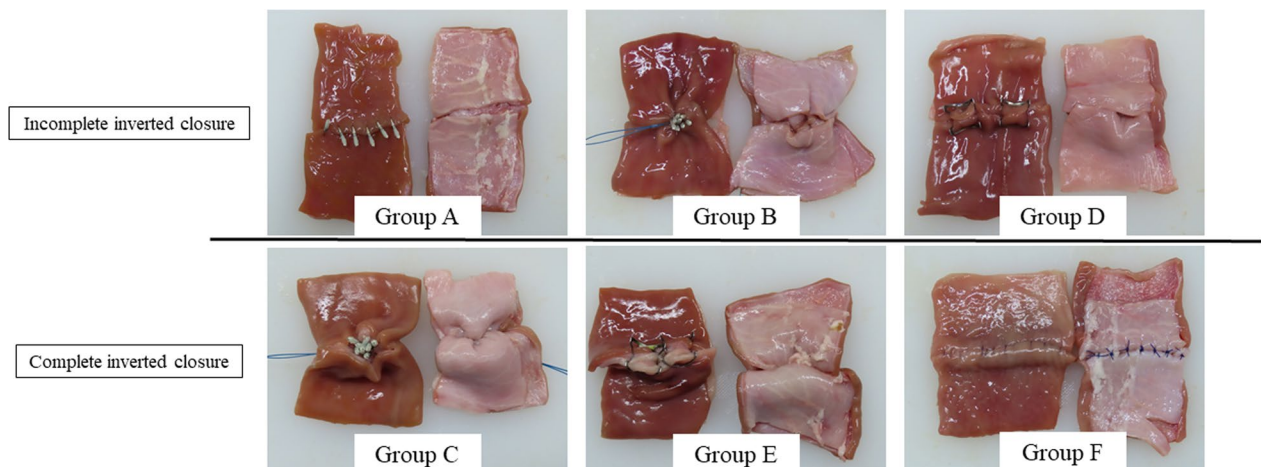 Incomplete inverted closure
Group A
Group B
Group D
Complete inverted closure
Group C
Group E
Group F